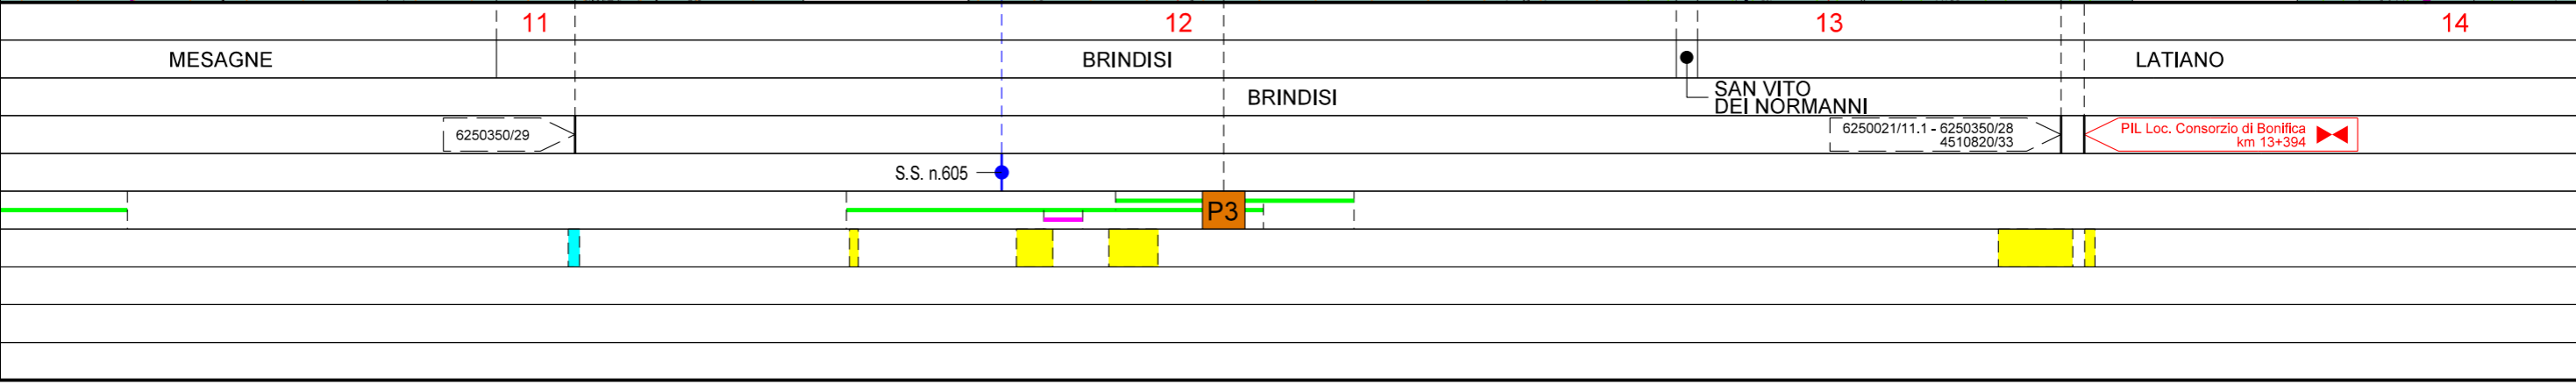 11 12 13 14
MESAGNE BRINDISI LATIANO
BRINDISI
SAN VITO
DEI NORMANNI
6250350/29
6250021/11.1 - 6250350/28
4510820/33
PIL Loc. Consorzio di Bonifica
km 13+394
S.S. n.605
P3